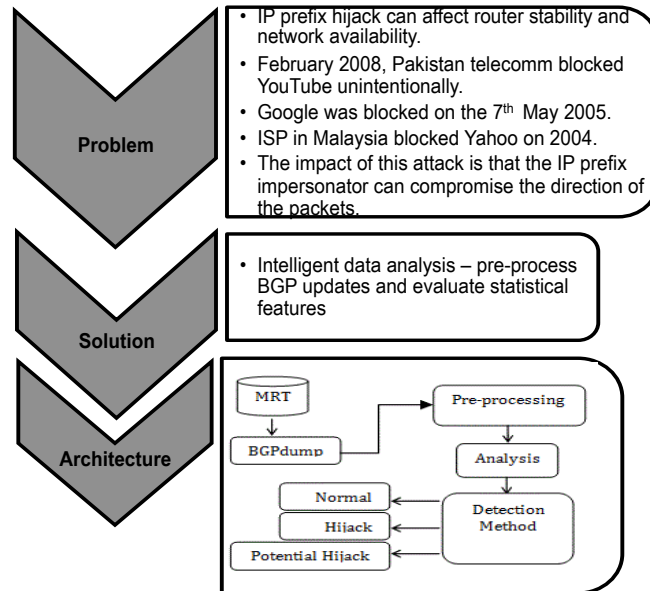 Problem
• IP prefix hijack can affect router stability and
network availability.
• February 2008, Pakistan telecomm blocked
YouTube unintentionally.
• Google was blocked on the 7th May 2005.
• ISP in Malaysia blocked Yahoo on 2004.
• The impact of this attack is that the IP prefix
impersonator can compromise the direction of
the packets.
Solution
• Intelligent data analysis – pre-process
BGP updates and evaluate statistical
features
Architecture
MRT
BGPdump
Pre-processing
Analysis
Detection
Method
Normal
Hijack
Potential Hijack